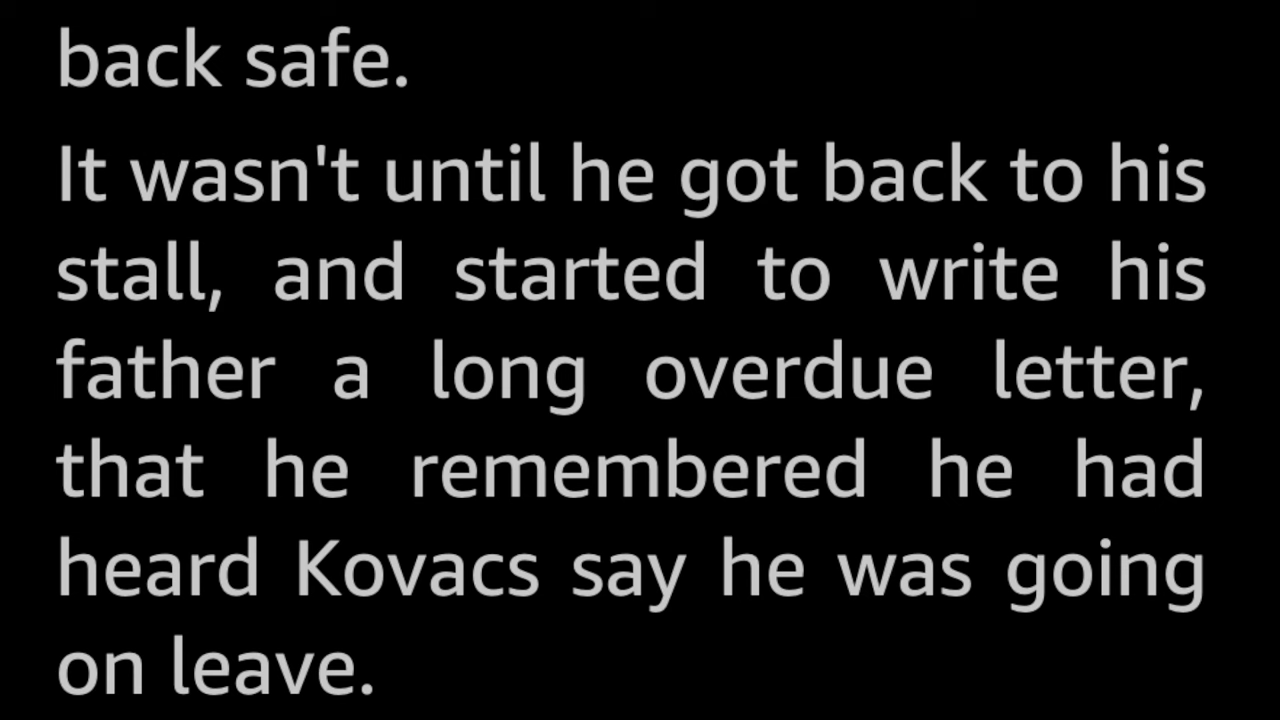 back safe.
It wasn't until he got back to his
stall, and started to write his
father a long overdue letter,
that he remembered he had
heard Kovacs say he was going
on leave.